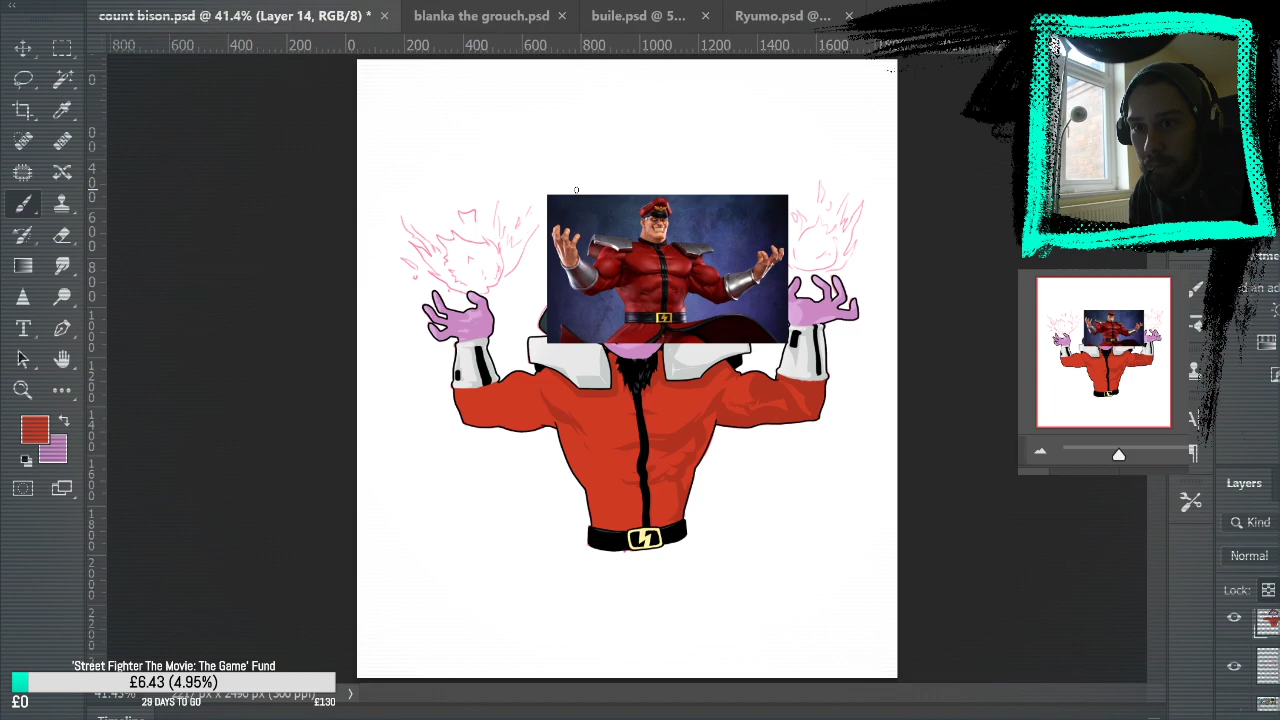 count bison.psd @ 41.4% (Layer 14, RGB/8) *
blanka the grouch.psd
buile.psd @ 5...
Ryumo.psd @...
800 600 400 200 0 200 400 600 800 1000 1200 1400 1600
Layers
Kind
Normal
Lock:
'Street Fighter The Movie: The Game' Fund
£6.43 (4.95%)
£0
29 DAYS TO GO
£130